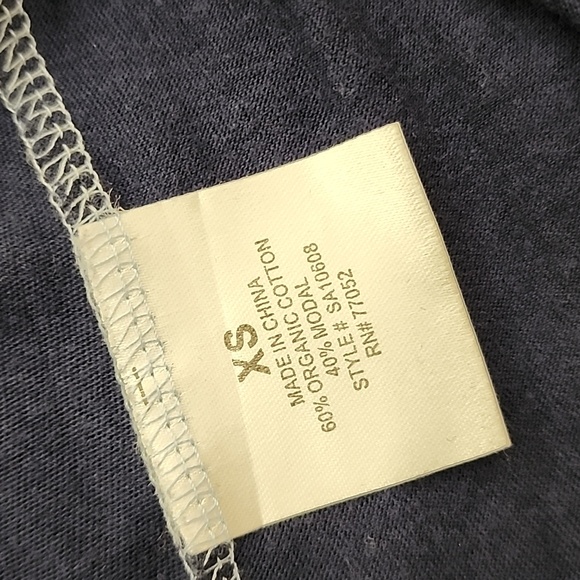 XS
MADE IN CHINA
60% ORGANIC COTTON
40% MODAL
STYLE# SA10608
RN# 77052